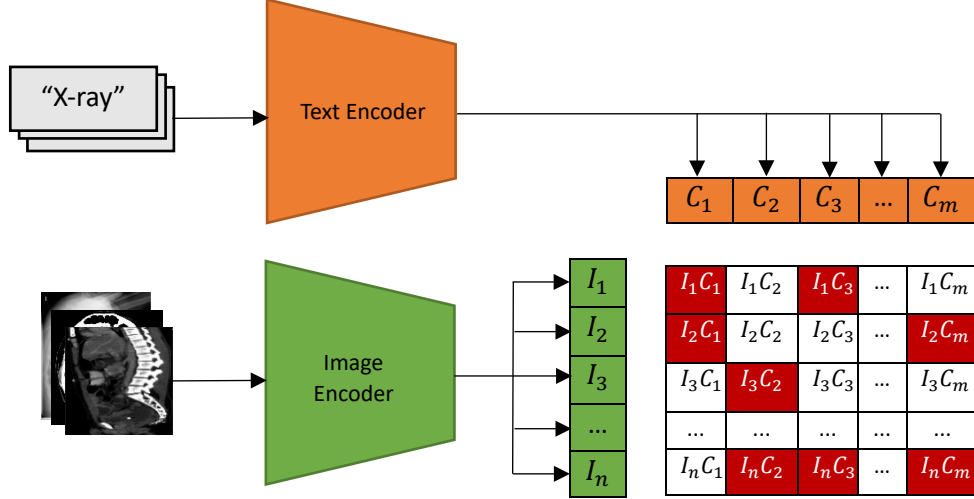 “X-ray”
Text Encoder
C₁ C₂ C₃ ... Cₘ
Image
Encoder
I₁
I₂
I₃
...
Iₙ
I₁C₁ I₁C₂ I₁C₃ ... I₁Cₘ
I₂C₁ I₂C₂ I₂C₃ ... I₂Cₘ
I₃C₁ I₃C₂ I₃C₃ ... I₃Cₘ
... ... ... ... ...
IₙC₁ IₙC₂ IₙC₃ ... IₙCₘ